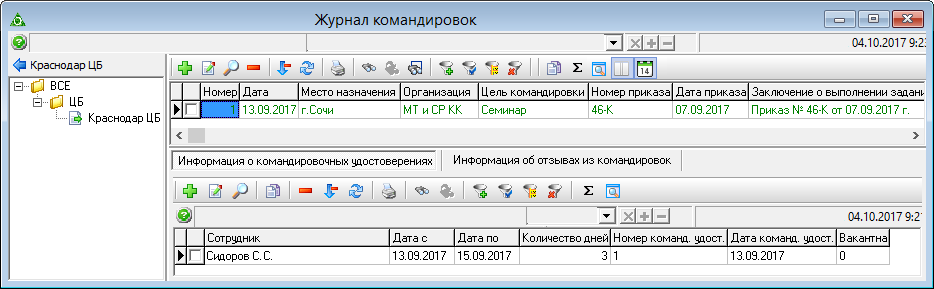 Журнал командировок
04.10.2017 9:23
Краснодар ЦБ
ВСЕ
ЦБ
Краснодар ЦБ
14
Номер Дата Место назначения Организация Цель командировки Номер приказа Дата приказа Заключение о выполнении задани
1 13.09.2017 г.Сочи МТ и СР КК Семинар 46-К 07.09.2017 Приказ № 46-К от 07.09.2017 г.
Информация о командировочных удостоверениях Информация об отзывах из командировок
04.10.2017 9:21
Сотрудник Дата с Дата по Количество дней Номер команд. удост. Дата команд. удост. Вакантна
Сидоров С.С. 13.09.2017 15.09.2017 3 1 13.09.2017 0